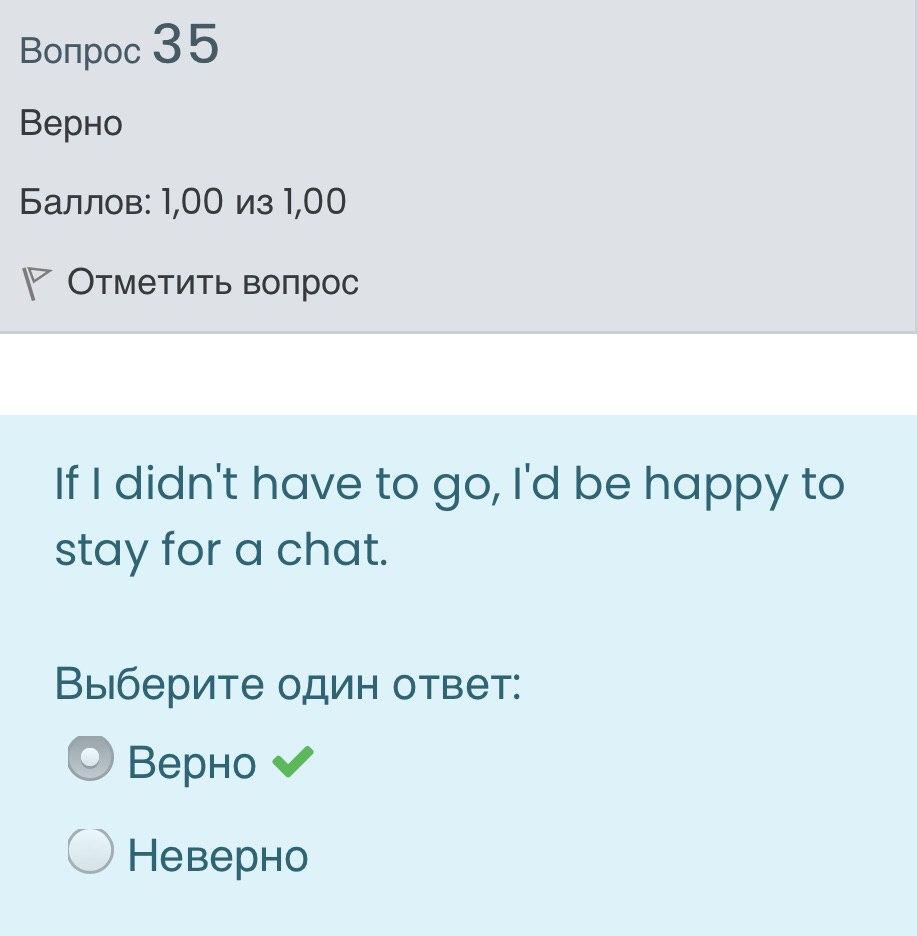 Вопрос 35
Верно
Баллов: 1,00 из 1,00
Отметить вопрос
If I didn't have to go, I'd be happy to
stay for a chat.
Выберите один ответ:
Верно
Неверно